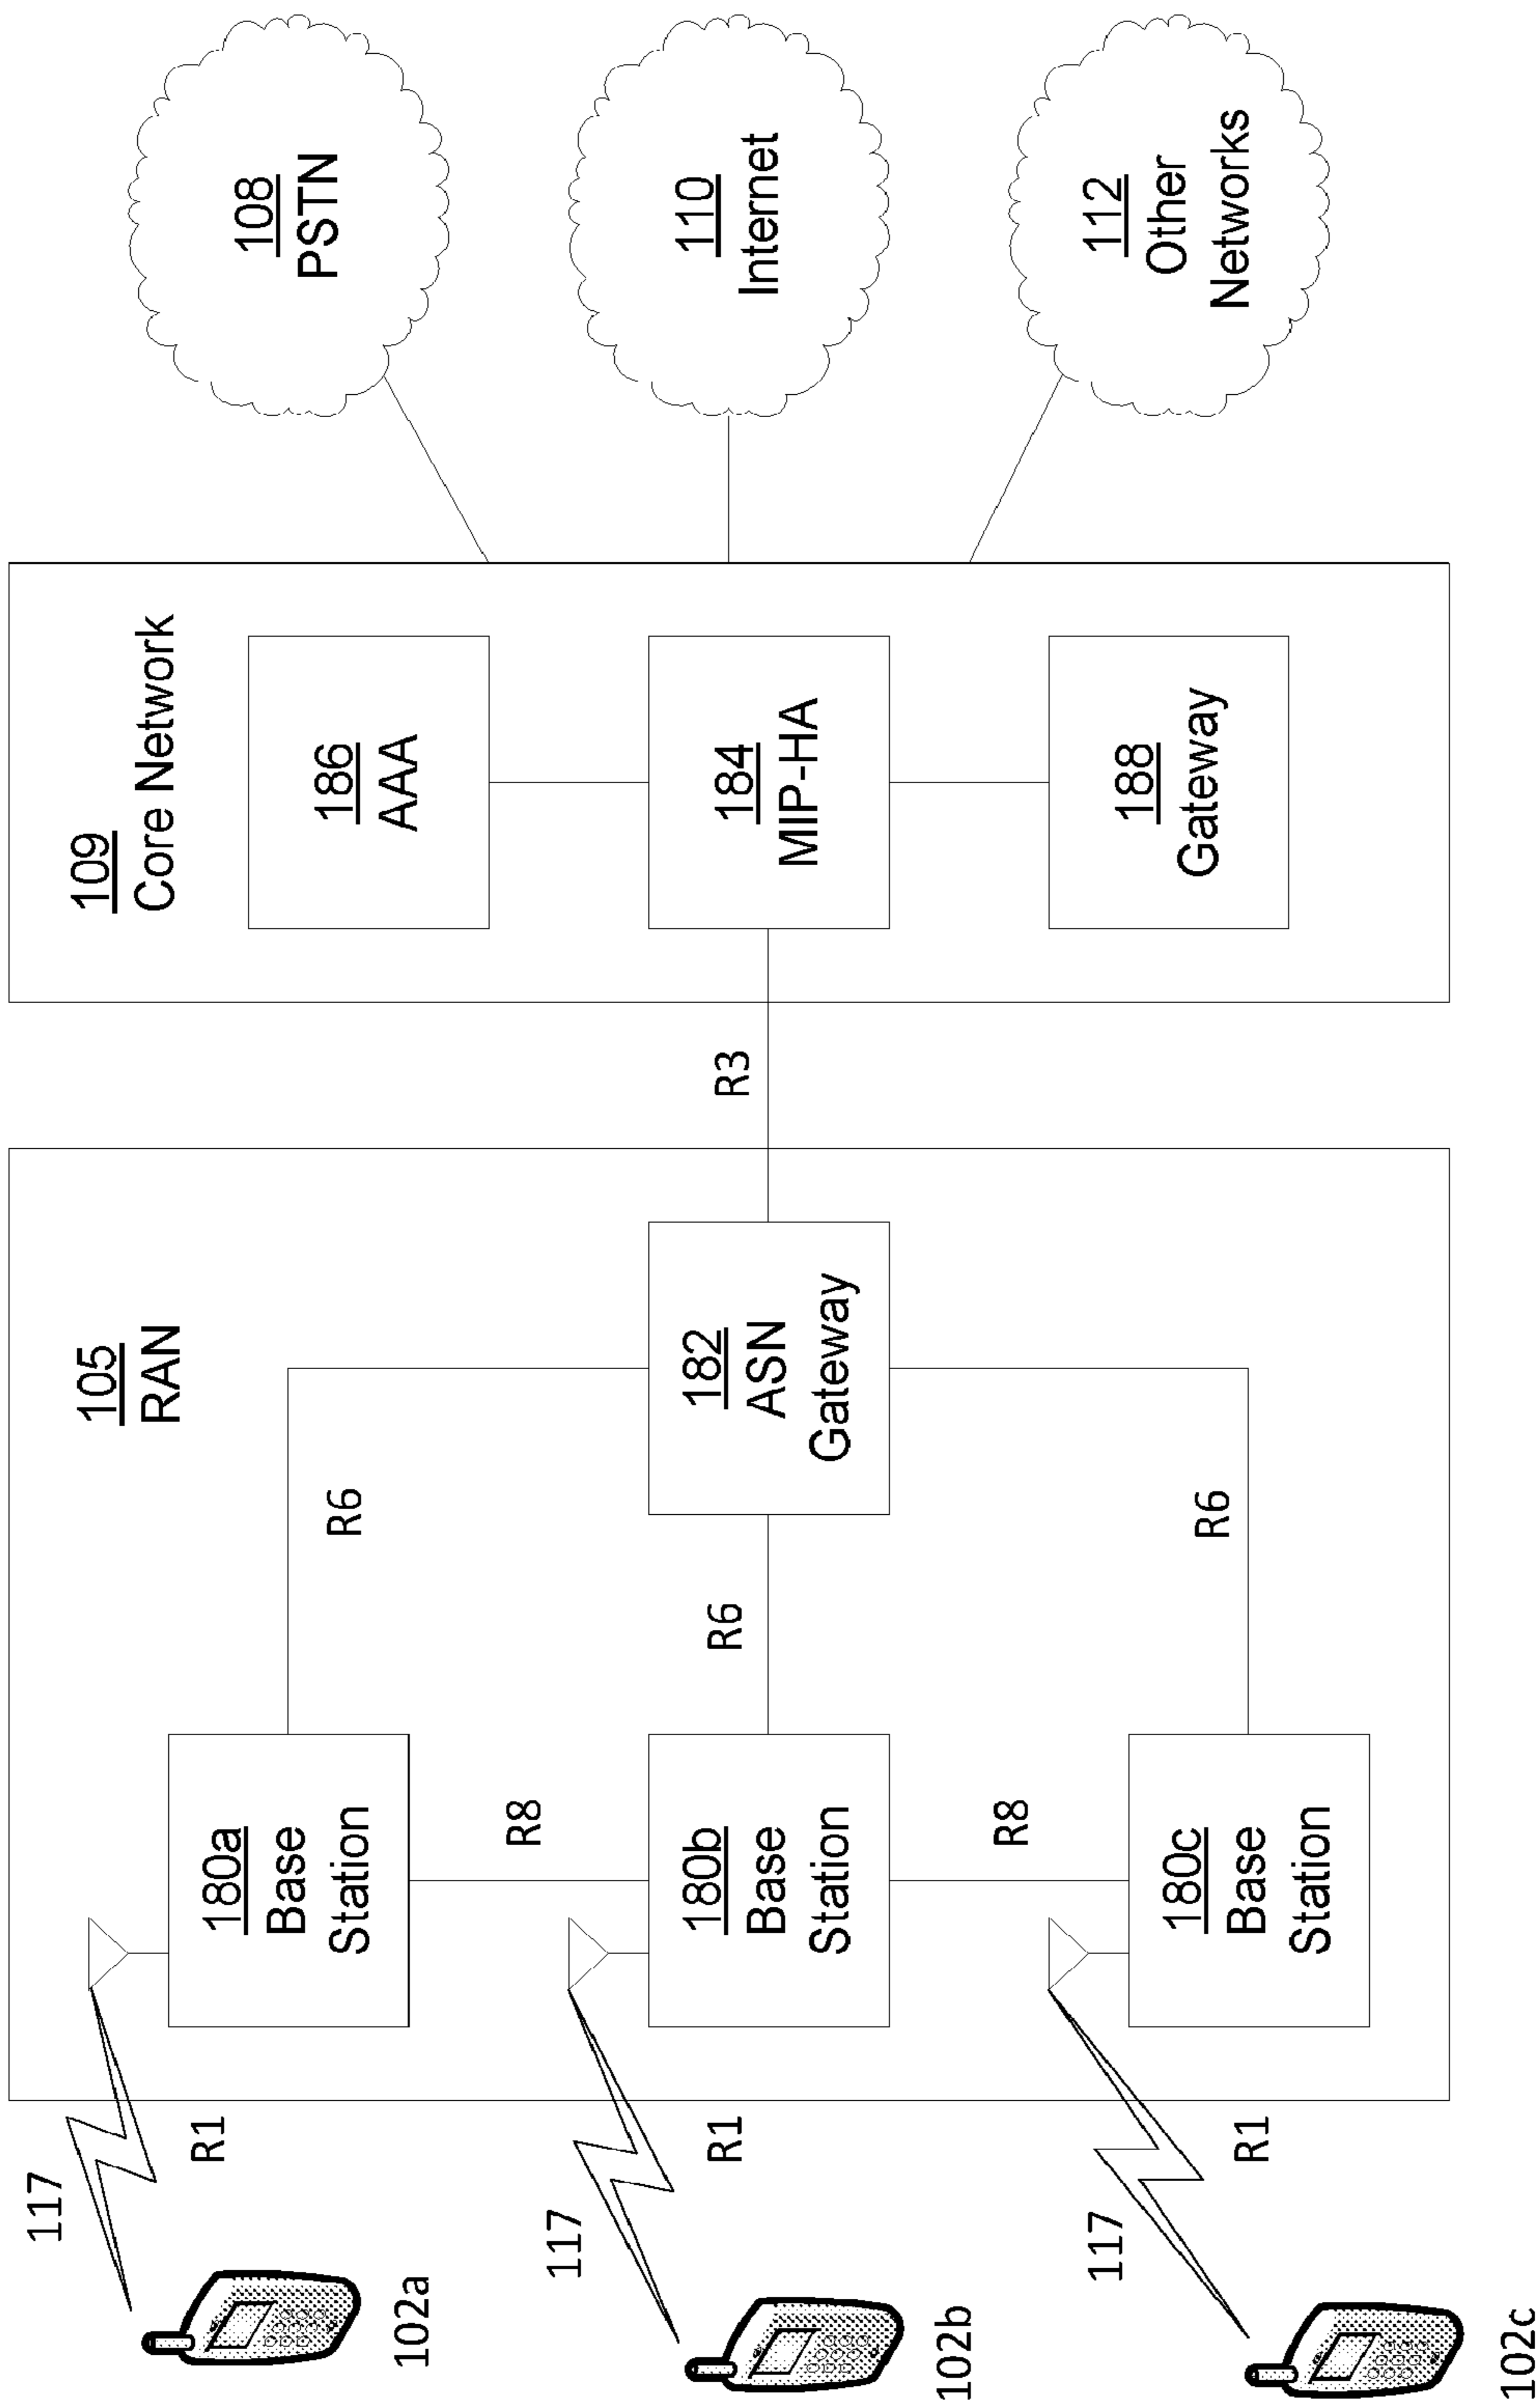 102a
117
R1
102b
117
R1
102c
117
R1
105
RAN
180a
Base
Station
R8
180b
Base
Station
R8
180c
Base
Station
R6
R6
R6
182
ASN
Gateway
R3
109
Core Network
186
AAA
184
MIP-HA
188
Gateway
108
PSTN
110
Internet
112
Other
Networks